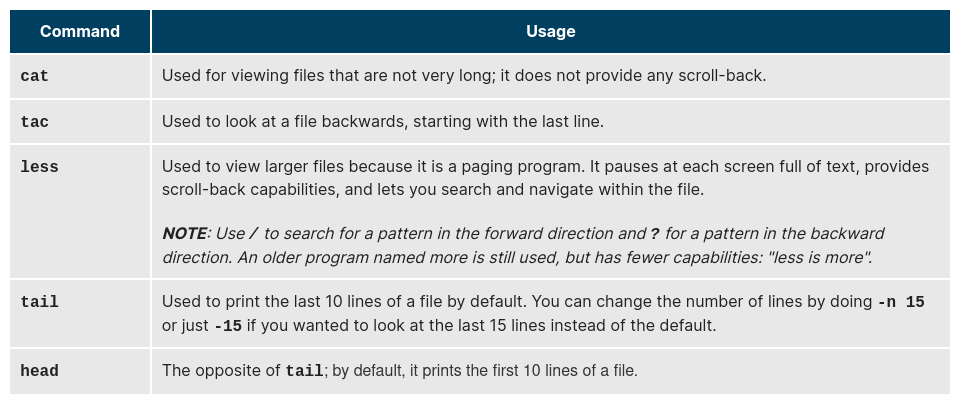 Command Usage
cat Used for viewing files that are not very long; it does not provide any scroll-back.
tac Used to look at a file backwards, starting with the last line.
less Used to view larger files because it is a paging program. It pauses at each screen full of text, provides
scroll-back capabilities, and lets you search and navigate within the file.
NOTE: Use / to search for a pattern in the forward direction and ? for a pattern in the backward
direction. An older program named more is still used, but has fewer capabilities: "less is more".
tail Used to print the last 10 lines of a file by default. You can change the number of lines by doing -n 15
or just -15 if you wanted to look at the last 15 lines instead of the default.
head The opposite of tail; by default, it prints the first 10 lines of a file.